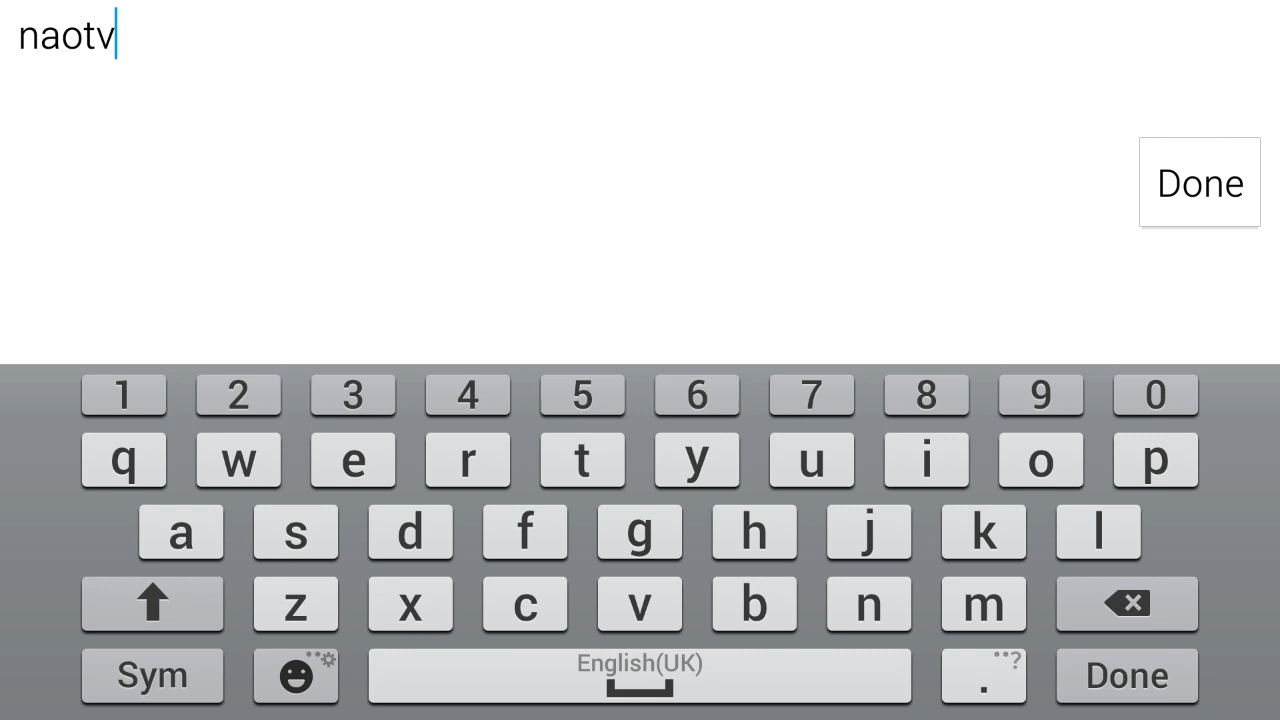 naotv
Done
1 2 3 4 5 6 7 8 9 0
q w e r t y u i o p
a s d f g h j k l
z x c v b n m
Sym English(UK) . ..? Done